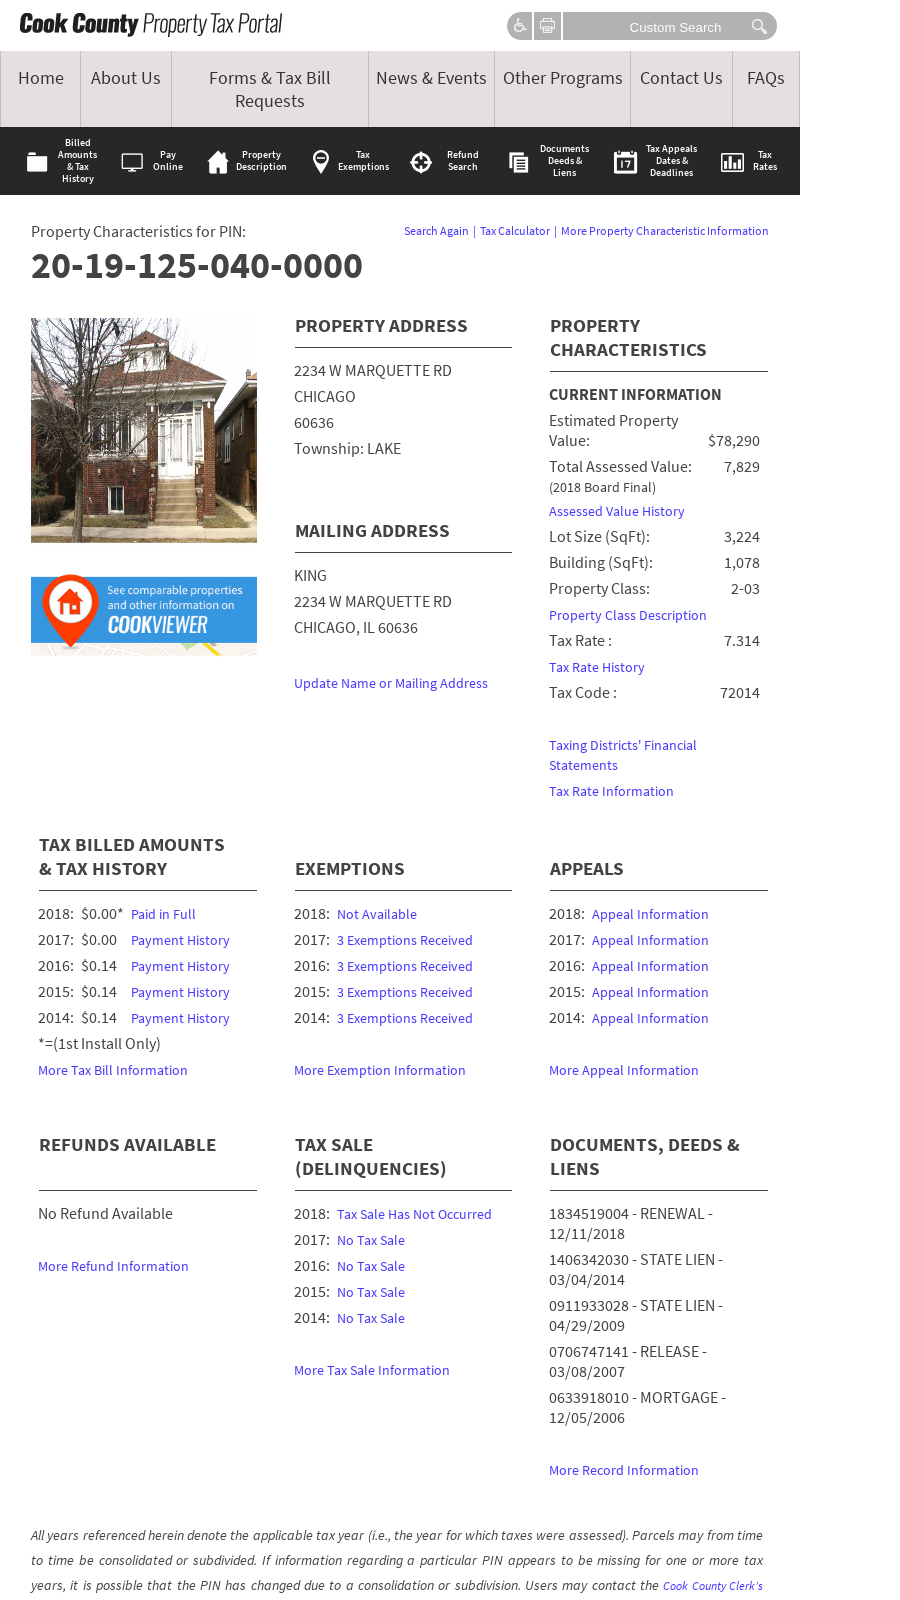 Cook County Property Tax Portal
Custom Search
Home
About Us
Forms & Tax Bill
Requests
News & Events
Other Programs
Contact Us
FAQs
Billed
Amounts
& Tax
History
Pay
Online
Property
Description
Tax
Exemptions
Refund
Search
Documents
Deeds &
Liens
Tax Appeals
Dates &
Deadlines
Tax
Rates
Property Characteristics for PIN:
Search Again | Tax Calculator | More Property Characteristic Information
20-19-125-040-0000
See comparable properties
and other information on
COOKVIEWER
PROPERTY ADDRESS
2234 W MARQUETTE RD
CHICAGO
60636
Township: LAKE
MAILING ADDRESS
KING
2234 W MARQUETTE RD
CHICAGO, IL 60636
Update Name or Mailing Address
PROPERTY
CHARACTERISTICS
CURRENT INFORMATION
Estimated Property
Value: $78,290
Total Assessed Value: 7,829
(2018 Board Final)
Assessed Value History
Lot Size (SqFt): 3,224
Building (SqFt): 1,078
Property Class: 2-03
Property Class Description
Tax Rate : 7.314
Tax Rate History
Tax Code : 72014
Taxing Districts' Financial
Statements
Tax Rate Information
TAX BILLED AMOUNTS
& TAX HISTORY
2018: $0.00* Paid in Full
2017: $0.00 Payment History
2016: $0.14 Payment History
2015: $0.14 Payment History
2014: $0.14 Payment History
*=(1st Install Only)
More Tax Bill Information
EXEMPTIONS
2018: Not Available
2017: 3 Exemptions Received
2016: 3 Exemptions Received
2015: 3 Exemptions Received
2014: 3 Exemptions Received
More Exemption Information
APPEALS
2018: Appeal Information
2017: Appeal Information
2016: Appeal Information
2015: Appeal Information
2014: Appeal Information
More Appeal Information
REFUNDS AVAILABLE
No Refund Available
More Refund Information
TAX SALE
(DELINQUENCIES)
2018: Tax Sale Has Not Occurred
2017: No Tax Sale
2016: No Tax Sale
2015: No Tax Sale
2014: No Tax Sale
More Tax Sale Information
DOCUMENTS, DEEDS &
LIENS
1834519004 - RENEWAL -
12/11/2018
1406342030 - STATE LIEN -
03/04/2014
0911933028 - STATE LIEN -
04/29/2009
0706747141 - RELEASE -
03/08/2007
0633918010 - MORTGAGE -
12/05/2006
More Record Information
All years referenced herein denote the applicable tax year (i.e., the year for which taxes were assessed). Parcels may from time
to time be consolidated or subdivided. If information regarding a particular PIN appears to be missing for one or more tax
years, it is possible that the PIN has changed due to a consolidation or subdivision. Users may contact the Cook County Clerk's